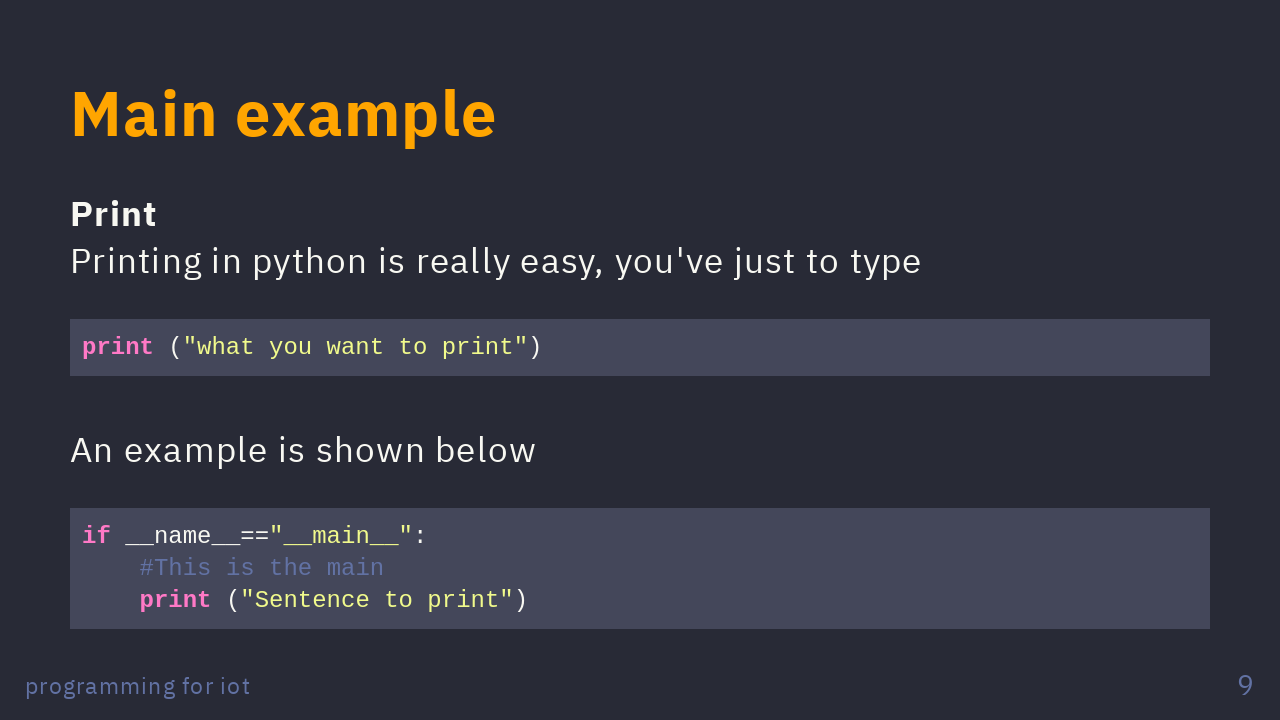 Main example
Print
Printing in python is really easy, you've just to type
print ("what you want to print")
An example is shown below
if __name__=="__main__":
    #This is the main
    print ("Sentence to print")
programming for iot
9